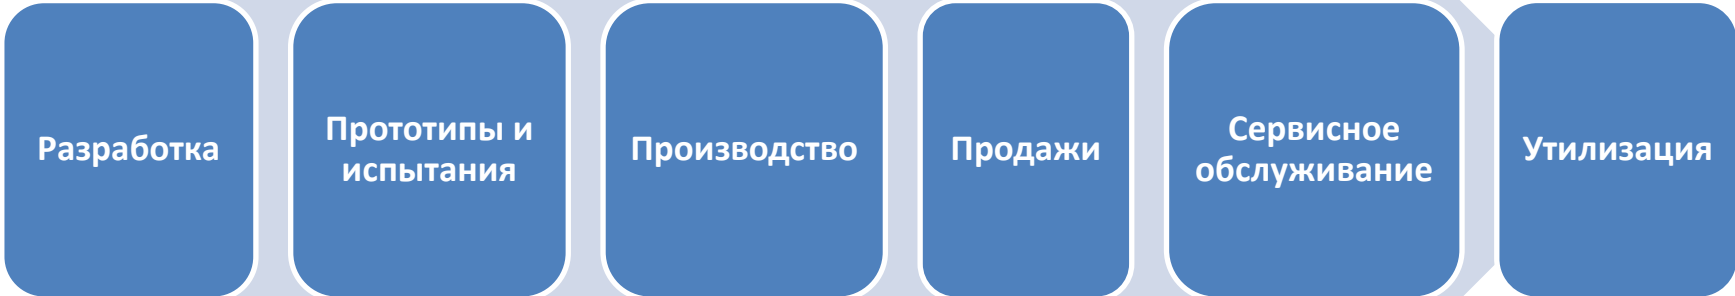 Разработка
Прототипы и
испытания
Производство
Продажи
Сервисное
обслуживание
Утилизация